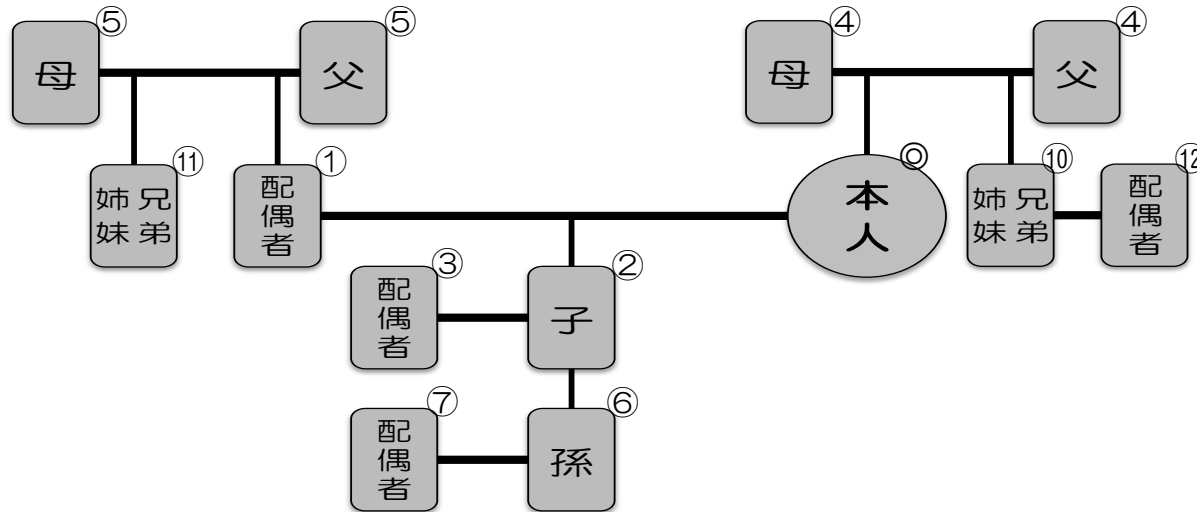 ⑤
母
⑤
父
④
母
④
父
⑪
兄弟
姉妹
①
配偶者
◎
本人
⑩
兄弟
姉妹
⑫
配偶者
③
配偶者
②
子
⑦
配偶者
⑥
孫